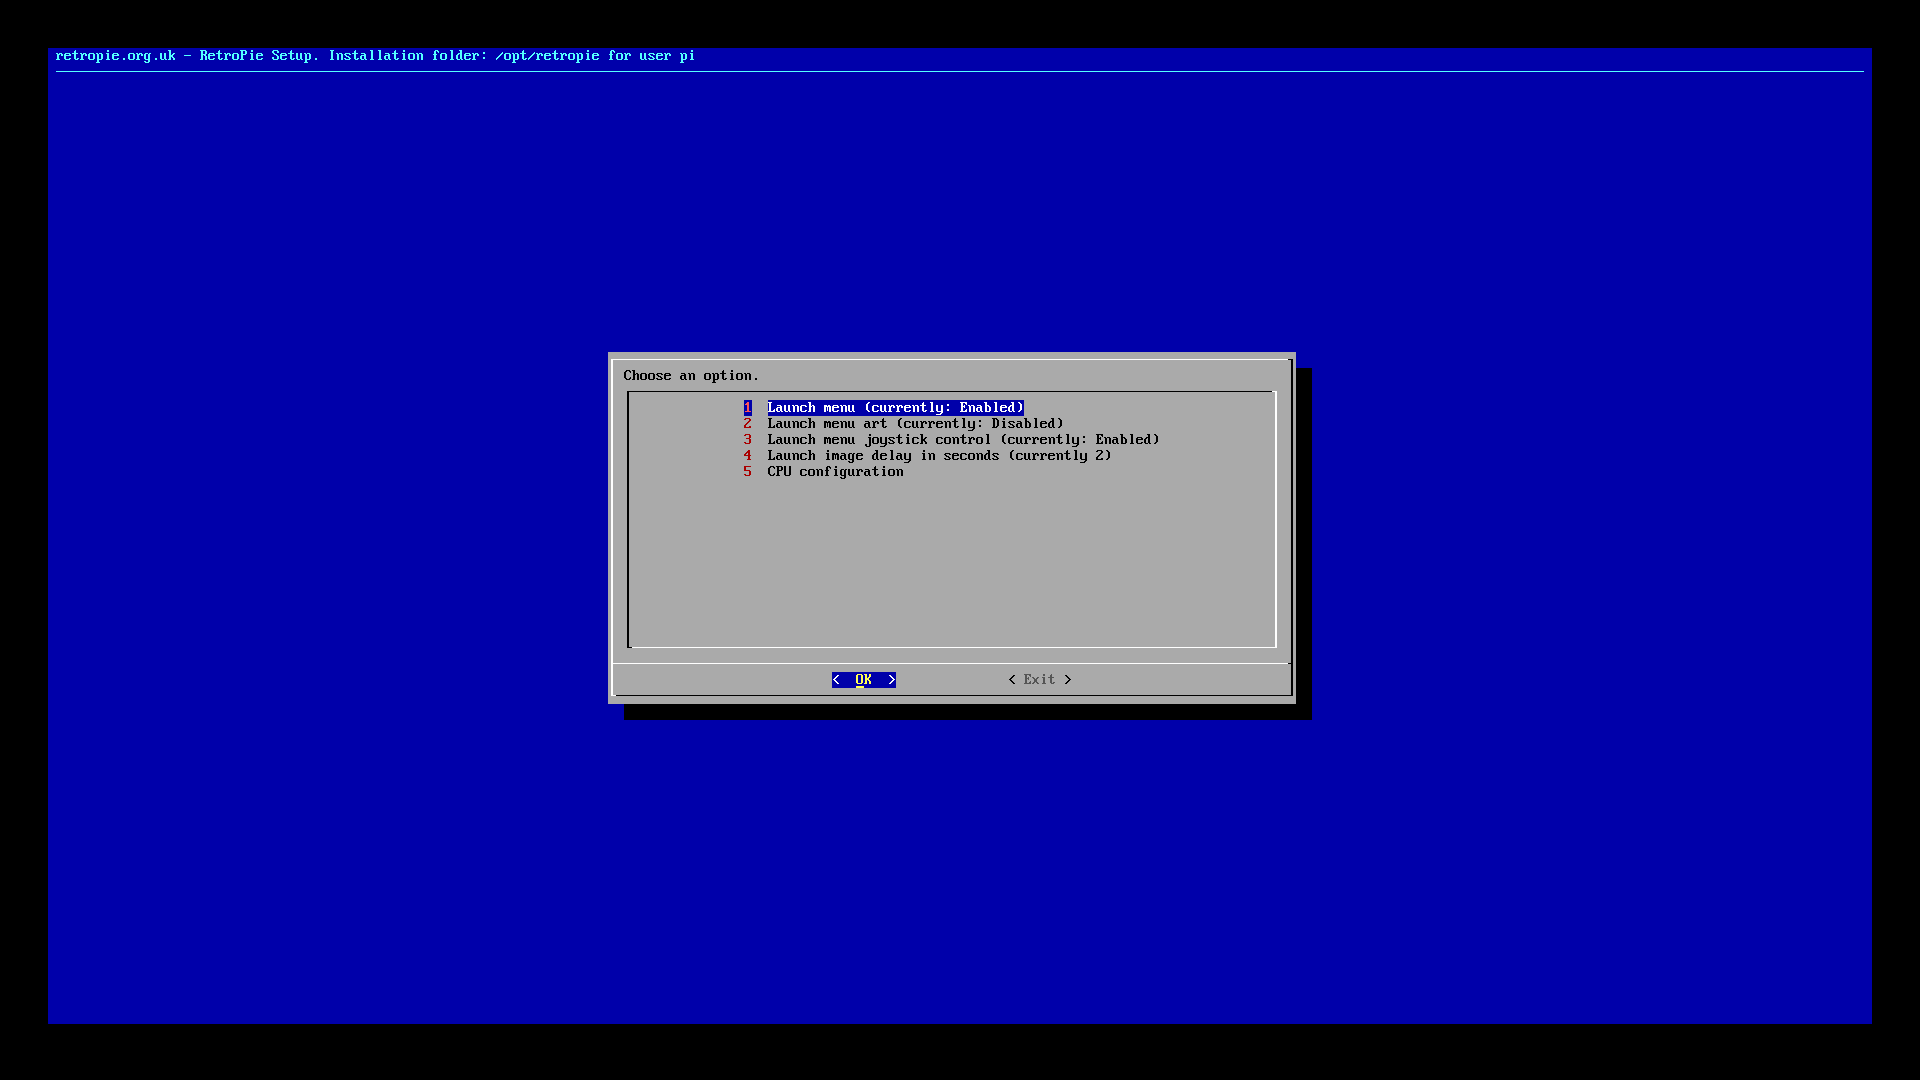 retropie.org.uk - RetroPie Setup. Installation folder: /opt/retropie for user pi
Choose an option.
1 Launch menu (currently: Enabled)
2 Launch menu art (currently: Disabled)
3 Launch menu joystick control (currently: Enabled)
4 Launch image delay in seconds (currently 2)
5 CPU configuration
< OK > < Exit >